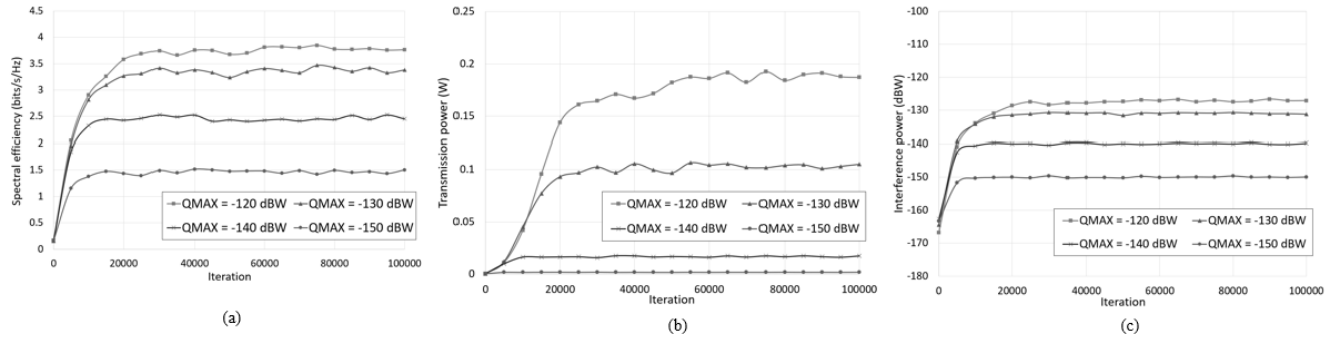 Spectral efficiency (bits/s/Hz)
4.5
4
3.5
3
2.5
2
1.5
1
0.5
0
QMAX = -120 dBW QMAX = -130 dBW
QMAX = -140 dBW QMAX = -150 dBW
0 20000 40000 60000 80000 100000
Iteration
(a)
Transmission power (W)
0.25
0.2
0.15
0.1
0.05
0
QMAX = -120 dBW QMAX = -130 dBW
QMAX = -140 dBW QMAX = -150 dBW
0 20000 40000 60000 80000 100000
Iteration
(b)
Interference power (dBW)
-100
-110
-120
-130
-140
-150
-160
-170
-180
QMAX = -120 dBW QMAX = -130 dBW
QMAX = -140 dBW QMAX = -150 dBW
0 20000 40000 60000 80000 100000
Iteration
(c)